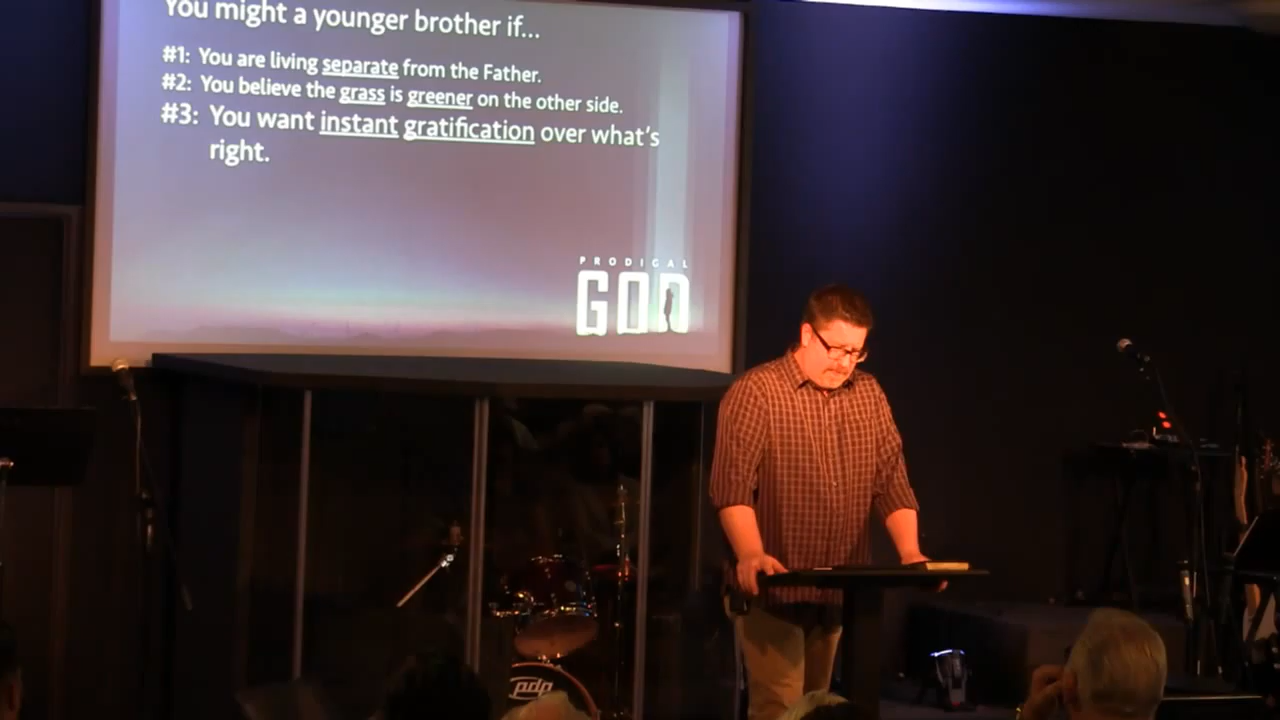 You might a younger brother if...
#1: You are living separate from the Father.
#2: You believe the grass is greener on the other side.
#3: You want instant gratification over what's
right.
PRODIGAL
GOD
pdp